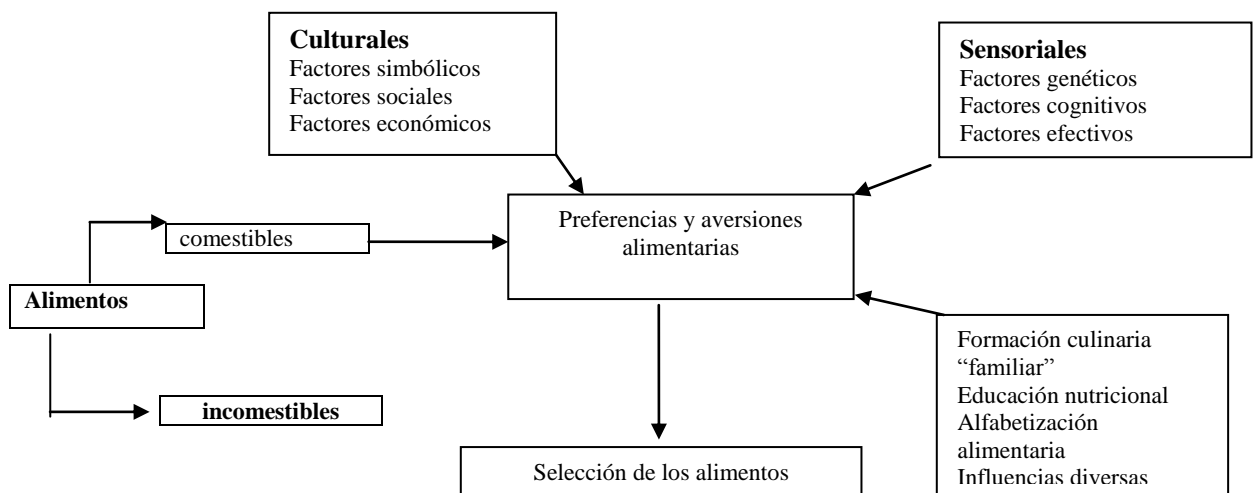 Culturales
Factores simbólicos
Factores sociales
Factores económicos
Sensoriales
Factores genéticos
Factores cognitivos
Factores efectivos
Preferencias y aversiones
alimentarias
comestibles
Alimentos
incomestibles
Formación culinaria
“familiar”
Educación nutricional
Alfabetización
alimentaria
Influencias diversas
Selección de los alimentos